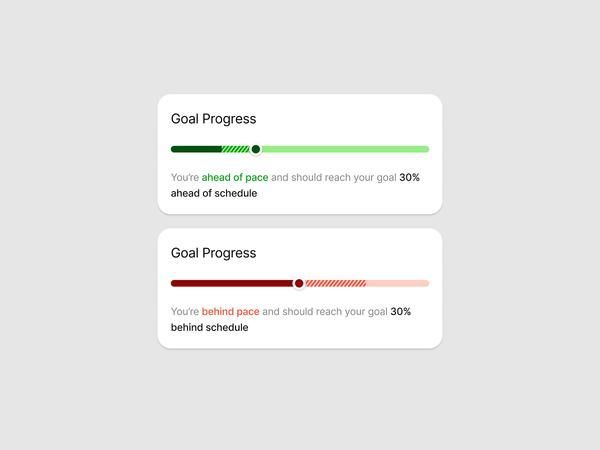 Goal Progress
You're ahead of pace and should reach your goal 30%
ahead of schedule
Goal Progress
You're behind pace and should reach your goal 30%
behind schedule